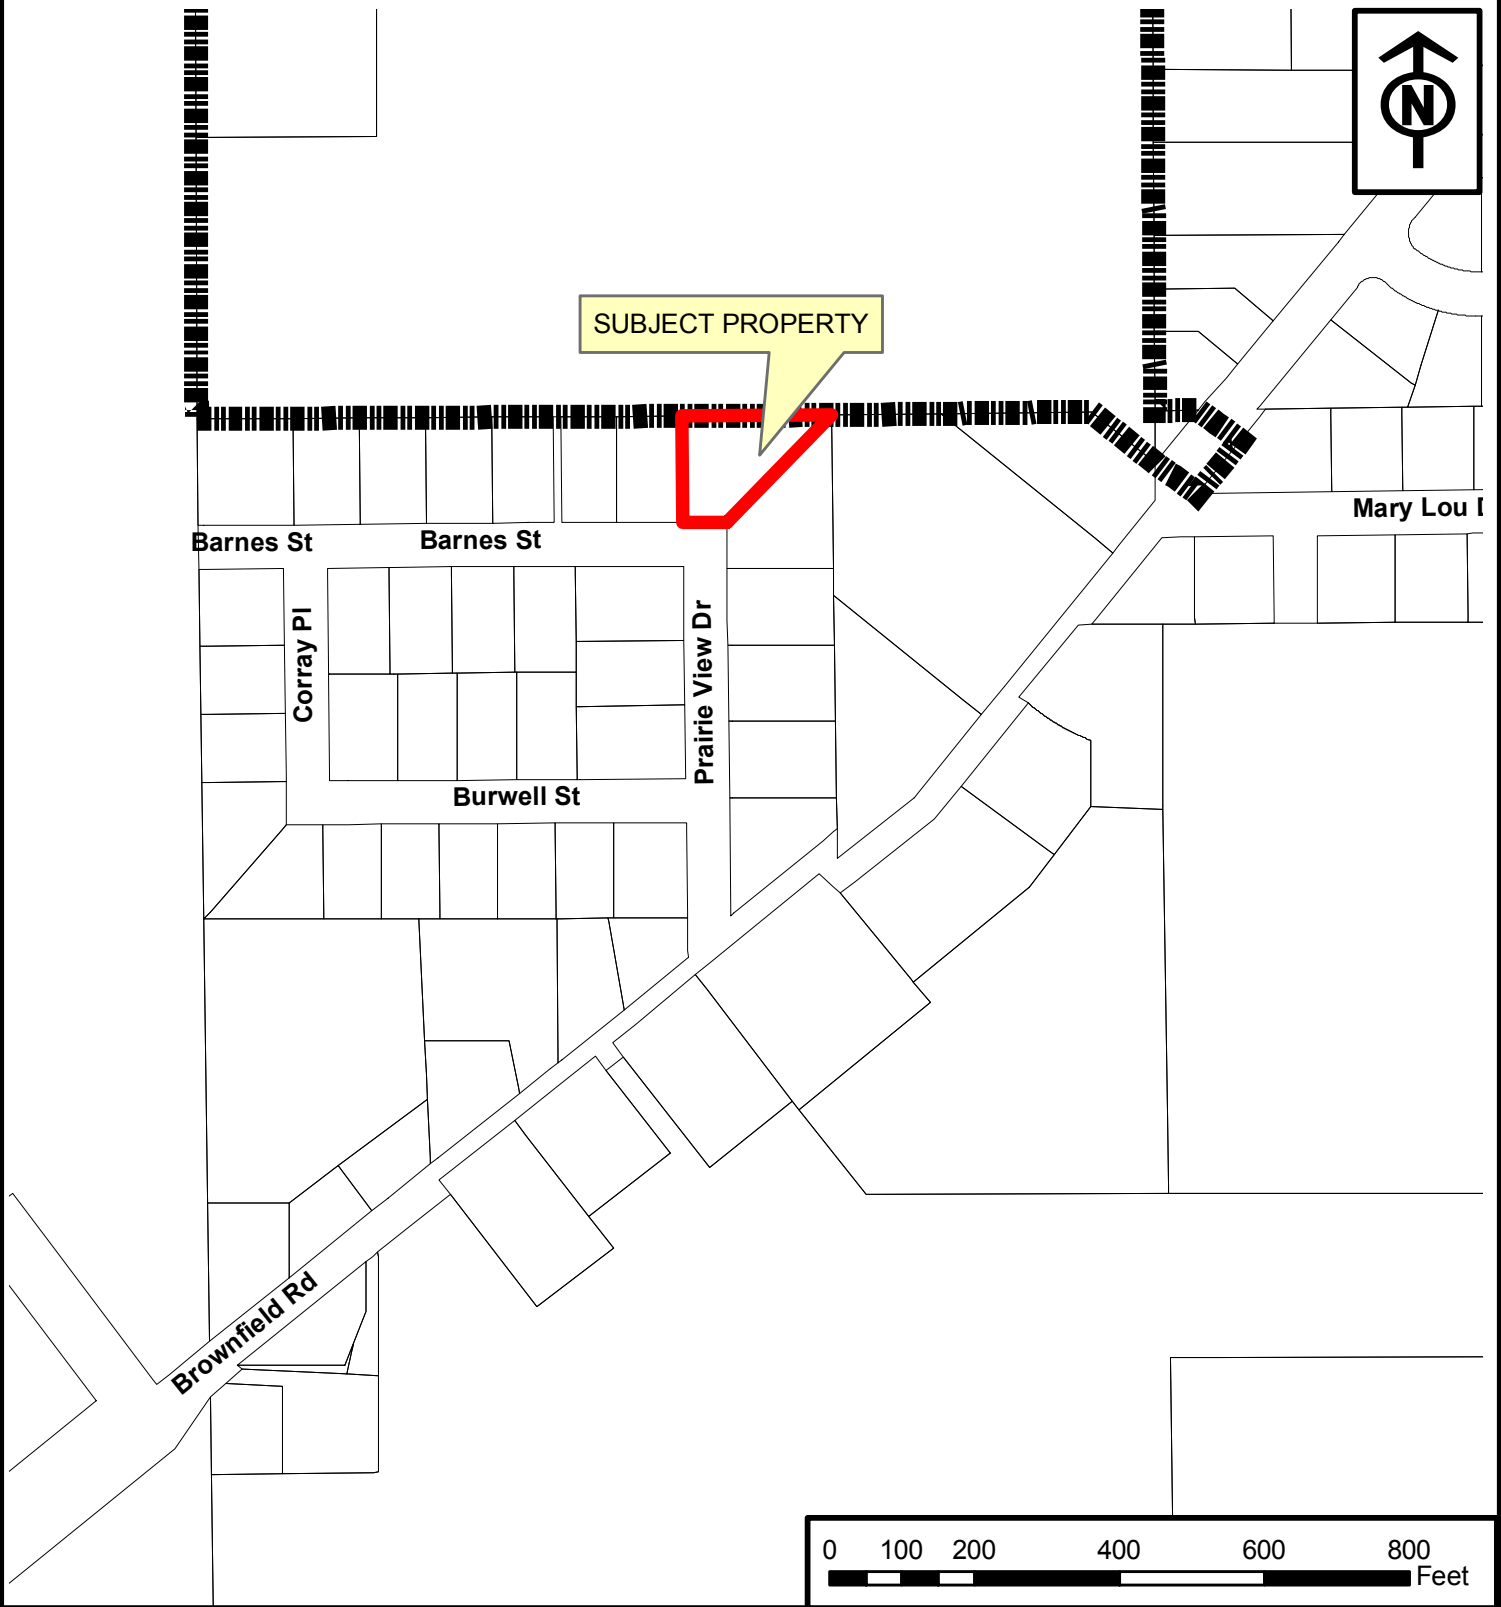 N
SUBJECT PROPERTY
Mary Lou D
Barnes St
Barnes St
Corray Pl
Prairie View Dr
Burwell St
Brownfield Rd
0 100 200 400 600 800
Feet